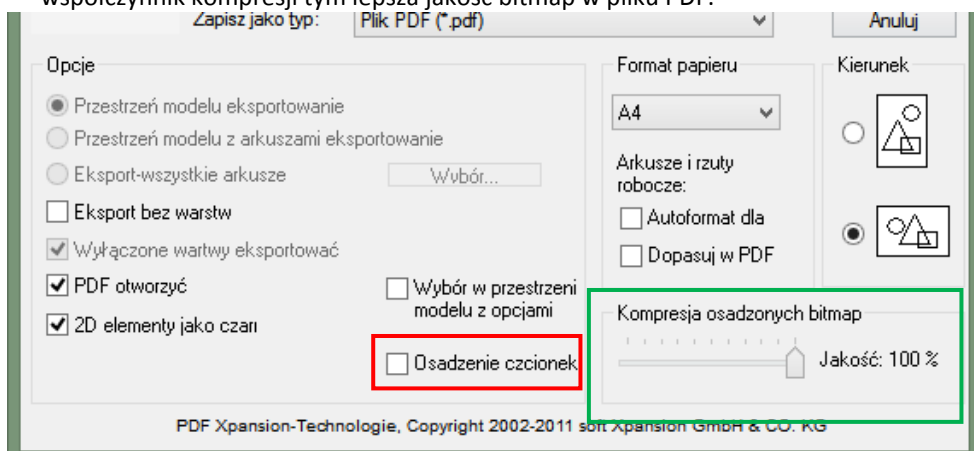 współczynnik kompresji tym lepsza jakość bitmap w pliku PDF.
Zapisz jako typ: Plik PDF (*.pdf) Anuluj
Opcje
Przestrzeń modelu eksportowanie
Przestrzeń modelu z arkuszami eksportowanie
Eksport-wszystkie arkusze Wybór...
Eksport bez warstw
Wyłączone wartwy eksportować
PDF otworzyć
2D elementy jako czarı
Wybór w przestrzeni
modelu z opcjami
Osadzenie czcionek
Format papieru
A4
Arkusze i rzuty
robocze:
Autoformat dla
Dopasuj w PDF
Kierunek
Kompresja osadzonych bitmap
Jakość: 100 %
PDF Xpansion-Technologie, Copyright 2002-2011 soft Xpansion GmbH & CO. KG